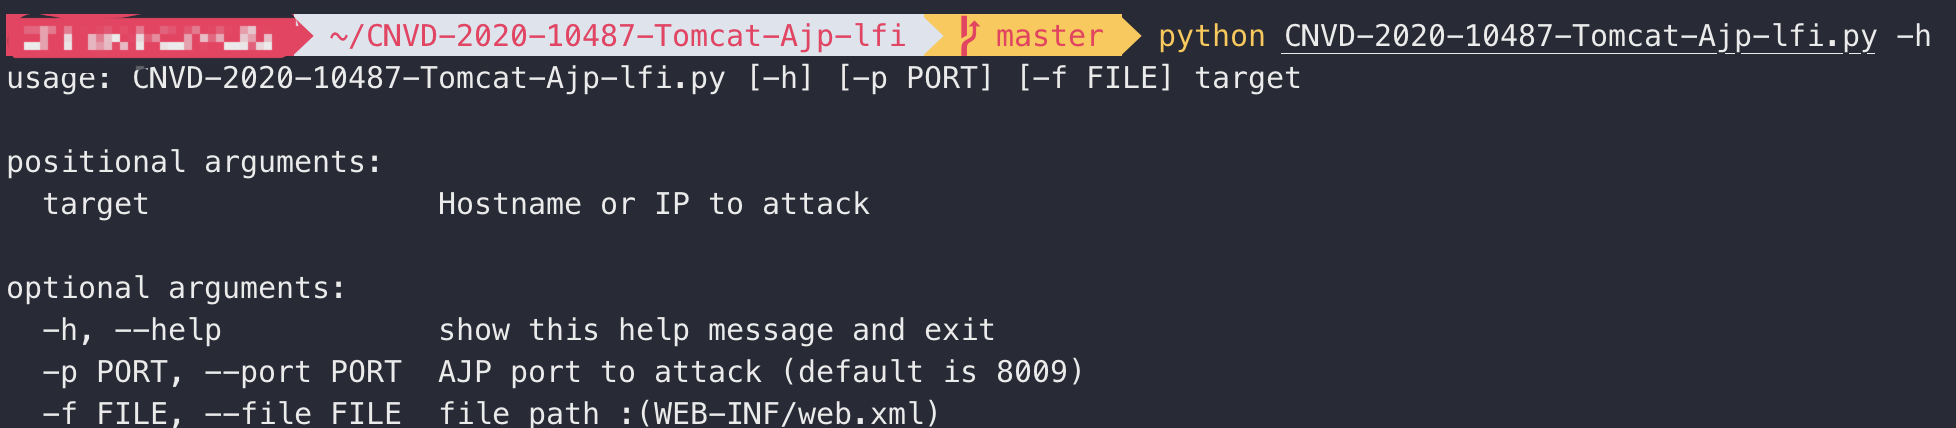 ~/CNVD-2020-10487-Tomcat-Ajp-lfi master python CNVD-2020-10487-Tomcat-Ajp-lfi.py -h
usage: CNVD-2020-10487-Tomcat-Ajp-lfi.py [-h] [-p PORT] [-f FILE] target
positional arguments:
target Hostname or IP to attack
optional arguments:
-h, --help show this help message and exit
-p PORT, --port PORT AJP port to attack (default is 8009)
-f FILE, --file FILE file path :(WEB-INF/web.xml)